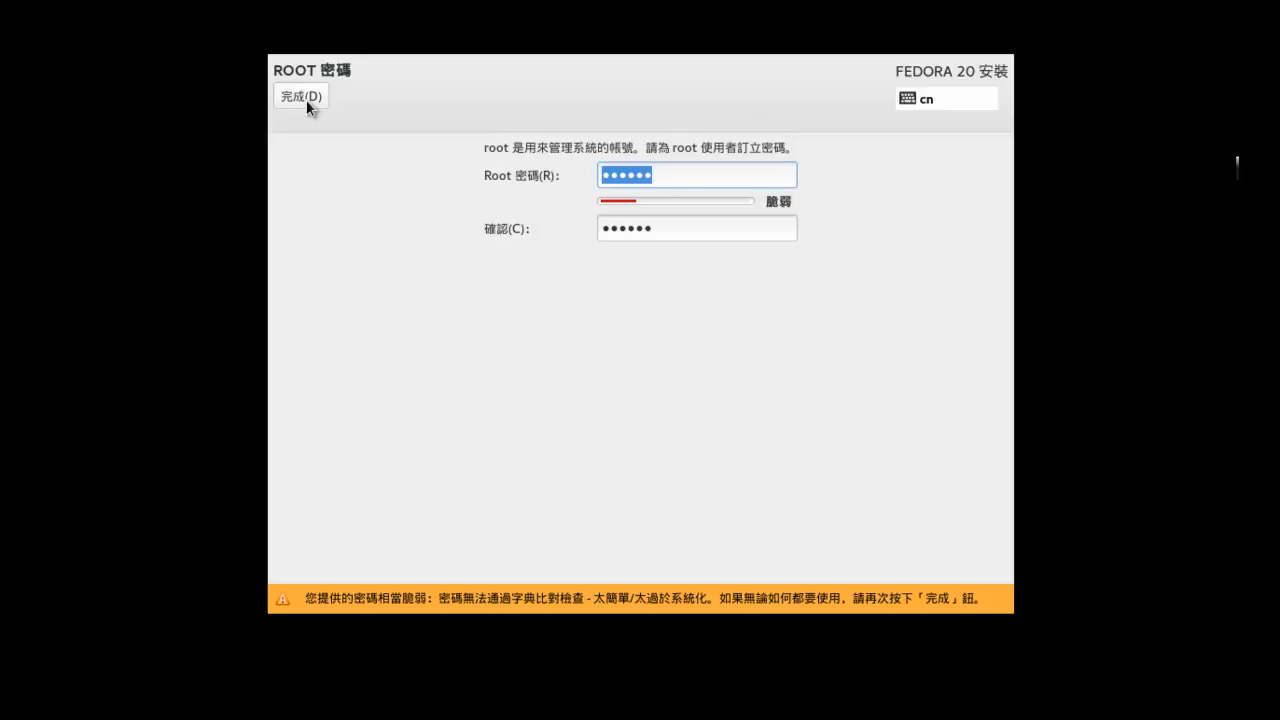 ROOT 密碼
FEDORA 20 安裝
完成(D)
cn
root 是用來管理系統的帳號。請為 root 使用者訂立密碼。
Root 密碼(R):
●●●●●●
脆弱
確認(C):
●●●●●●
您提供的密碼相當脆弱：密碼無法通過字典比對檢查 - 太簡單/太過於系統化。如果無論如何都要使用，請再次按下「完成」鈕。